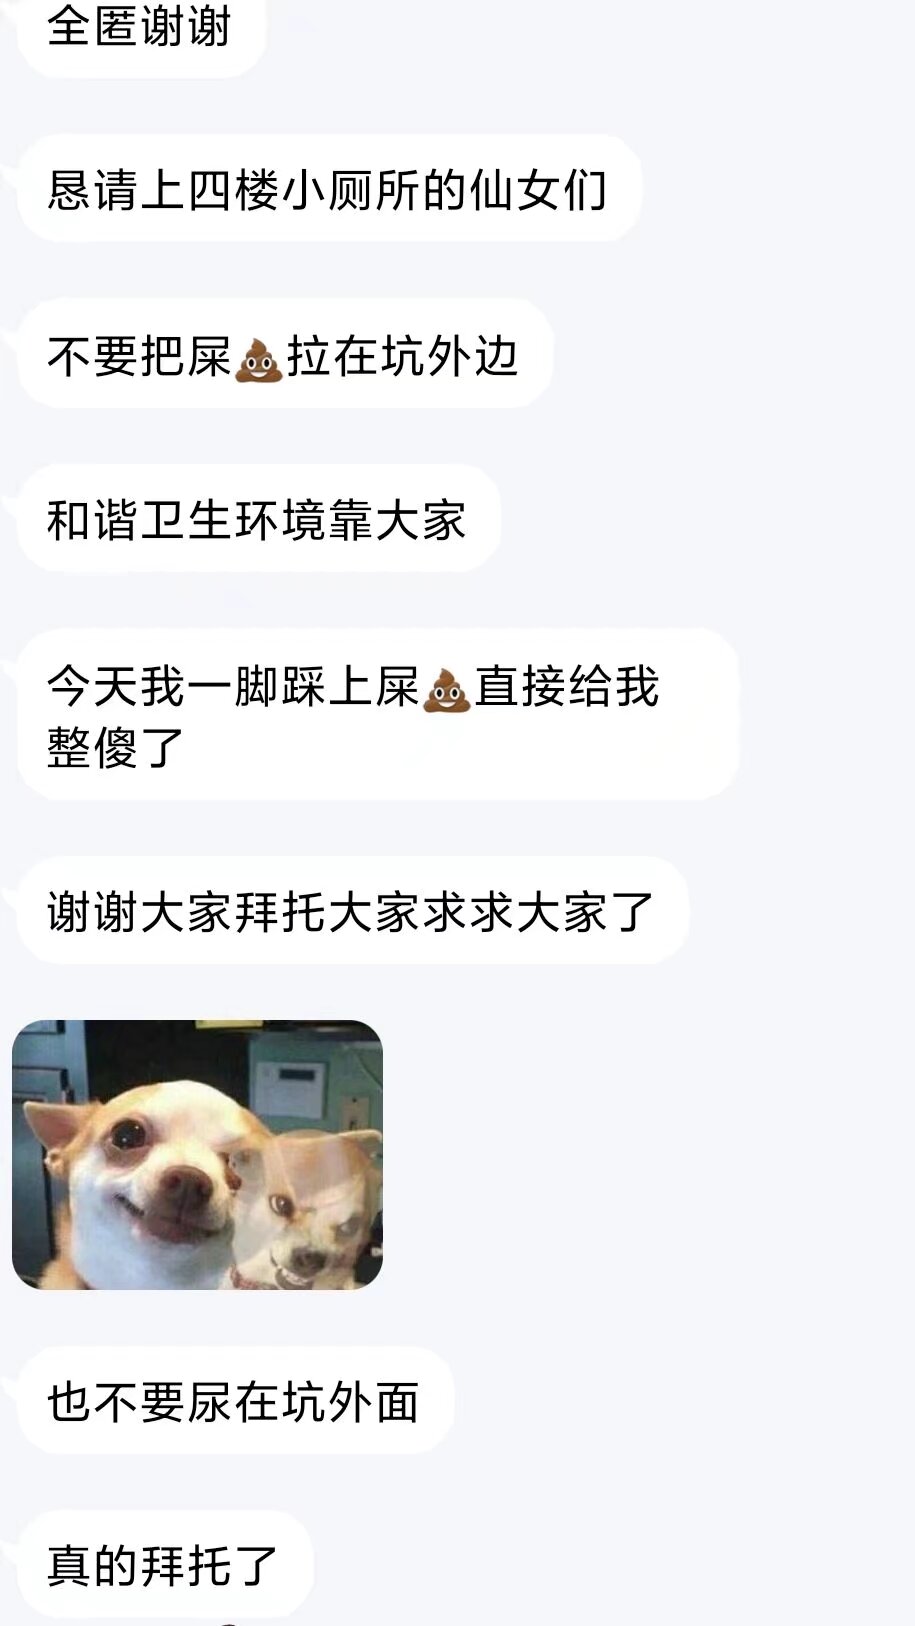 全匿谢谢
恳请上四楼小厕所的仙女们
不要把屎💩拉在坑外边
和谐卫生环境靠大家
今天我一脚踩上屎💩直接给我
整傻了
谢谢大家拜托大家求求大家了
也不要尿在坑外面
真的拜托了